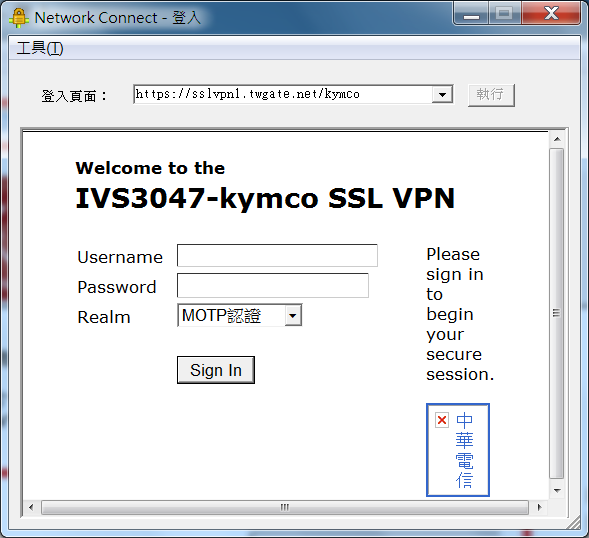 Network Connect - 登入
工具(T)
登入頁面：
https://sslvpn1.twgate.net/kymco
執行
Welcome to the
IVS3047-kymco SSL VPN
Username
Password
Realm
MOTP認證
Sign In
Please
sign in
to
begin
your
secure
session.
中
華
電
信